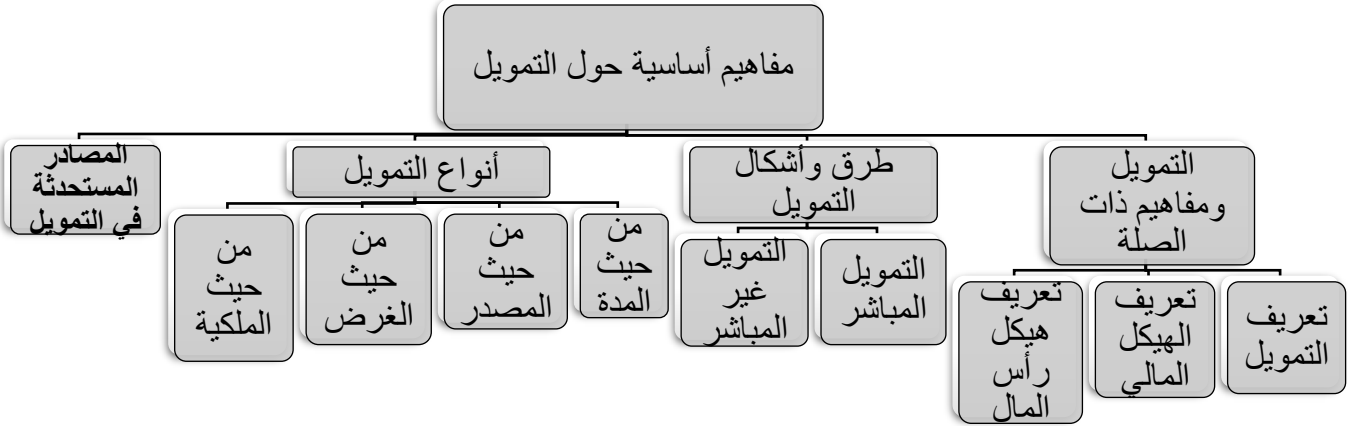 مفاهيم أساسية حول التمويل
التمويل
ومفاهيم ذات
الصلة
تعريف
التمويل
تعريف
الهيكل
المالي
تعريف
هيكل
رأس
المال
طرق وأشكال
التمويل
التمويل
المباشر
التمويل
غير
المباشر
أنواع التمويل
من
حيث
المدة
من
حيث
المصدر
من
حيث
الغرض
من
حيث
الملكية
المصادر
المستحدثة
في التمويل